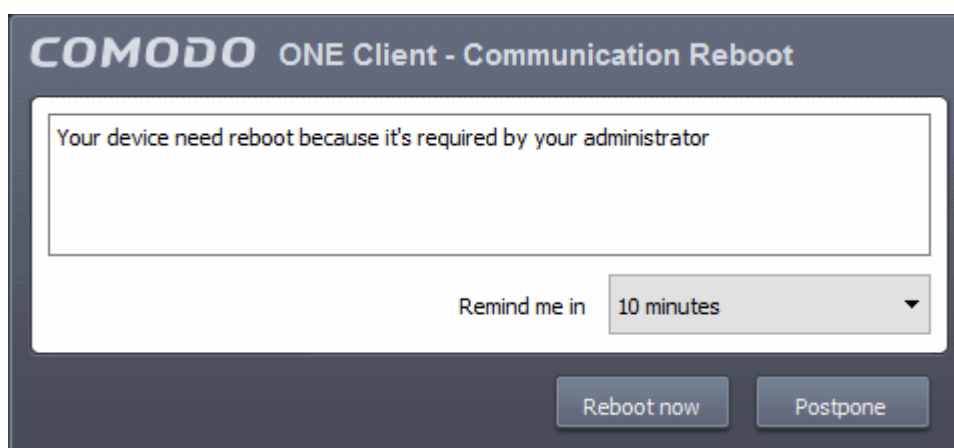 COMODO ONE Client - Communication Reboot
Your device need reboot because it's required by your administrator
Remind me in 10 minutes
Reboot now Postpone